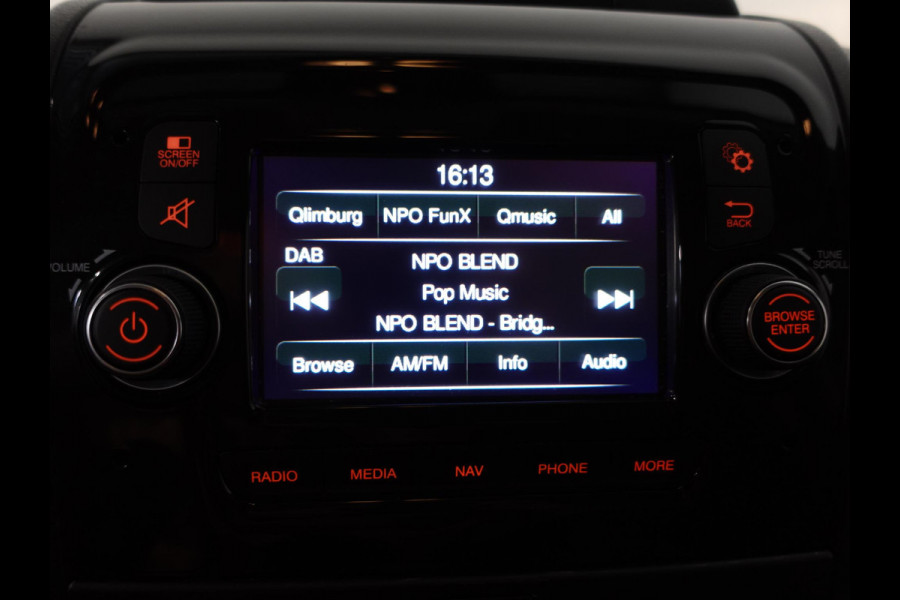 SCREEN
ON/OFF
16:13
Qlimburg NPO FunX Qmusic All
BACK
DAB
NPO BLEND
VOLUME
TUNE
SCROLL
Pop Music
NPO BLEND - Bridg...
BROWSE
ENTER
Browse AM/FM Info Audio
RADIO MEDIA NAV PHONE MORE